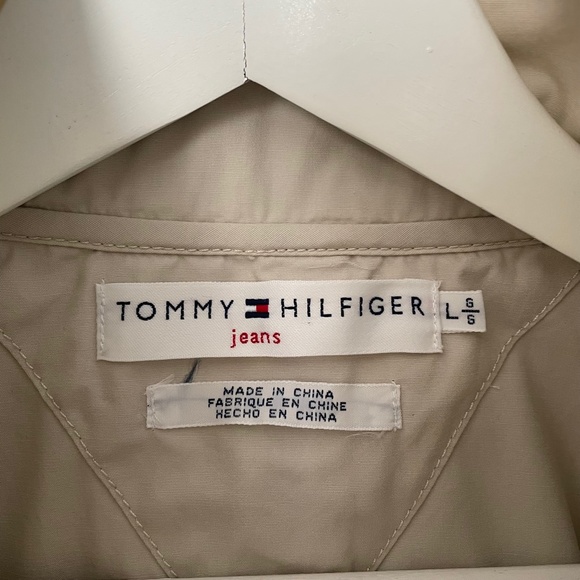 TOMMY HILFIGER
jeans
L G/G
MADE IN CHINA
FABRIQUE EN CHINE
HECHO EN CHINA